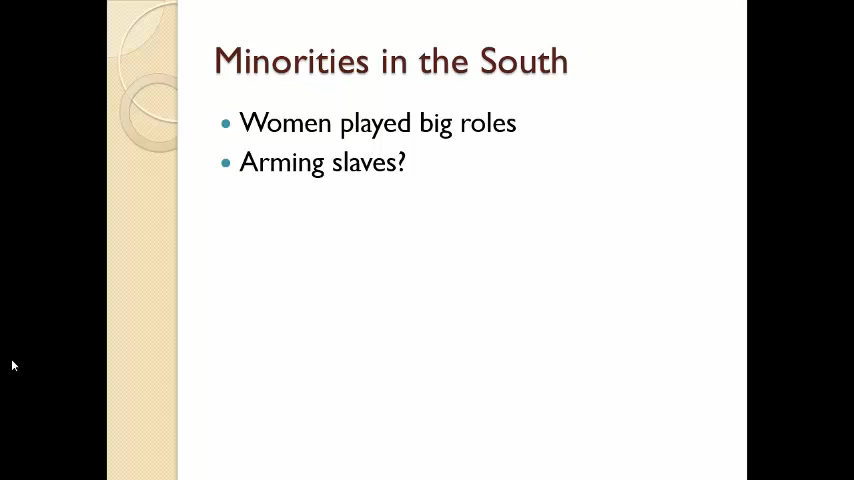 Minorities in the South
Women played big roles
Arming slaves?